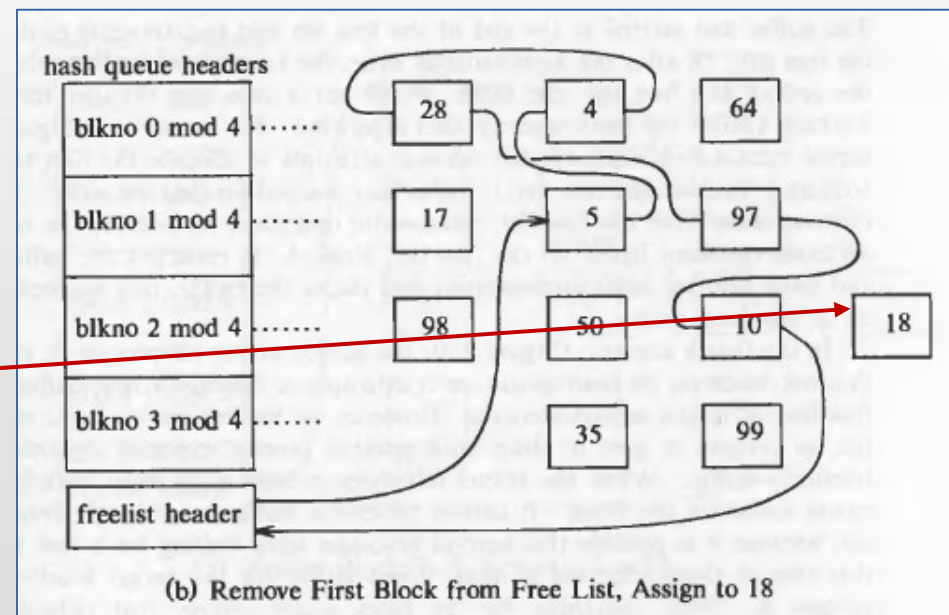 hash queue headers
blkno 0 mod 4 28 4 64
blkno 1 mod 4 17 5 97
blkno 2 mod 4 98 50 10 18
blkno 3 mod 4 35 99
freelist header
(b) Remove First Block from Free List, Assign to 18